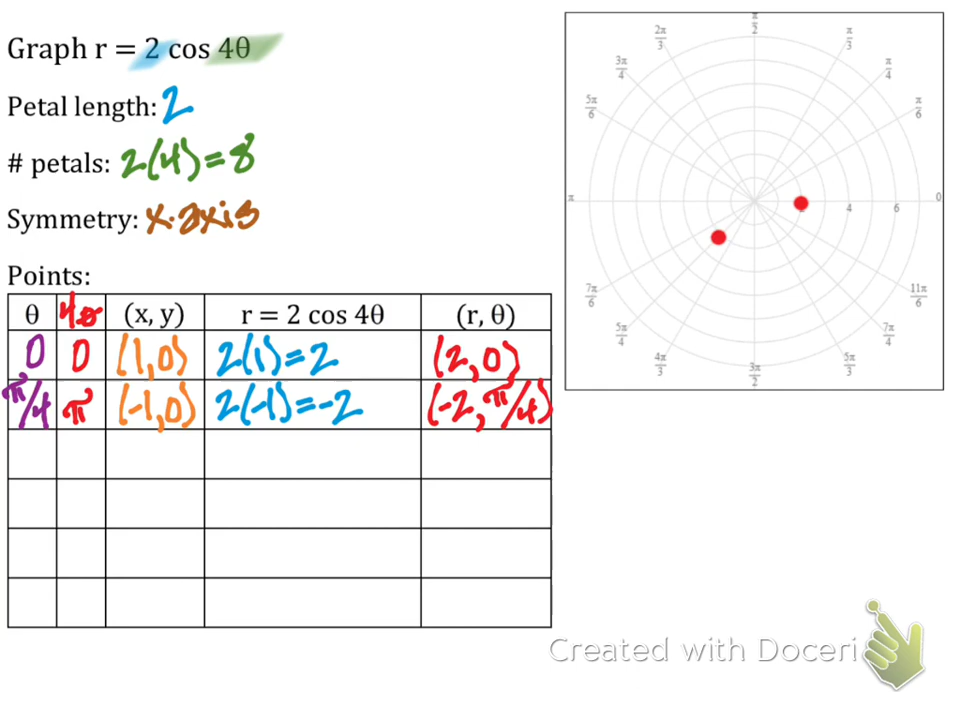 Graph r = 2 cos 4θ
Petal length: 2
# petals: 2(4)=8
Symmetry: x-axis
Points:
θ 4θ (x, y) r = 2 cos 4θ (r, θ)
0 0 (1,0) 2(1)=2 (2,0)
π/4 π (-1,0) 2(-1)=-2 (-2, π/4)
π/2
2π/3 π/3
3π/4 π/4
5π/6 π/6
π 4 6 0
7π/6 11π/6
5π/4 7π/4
4π/3 3π/2 5π/3
Created with Doceri